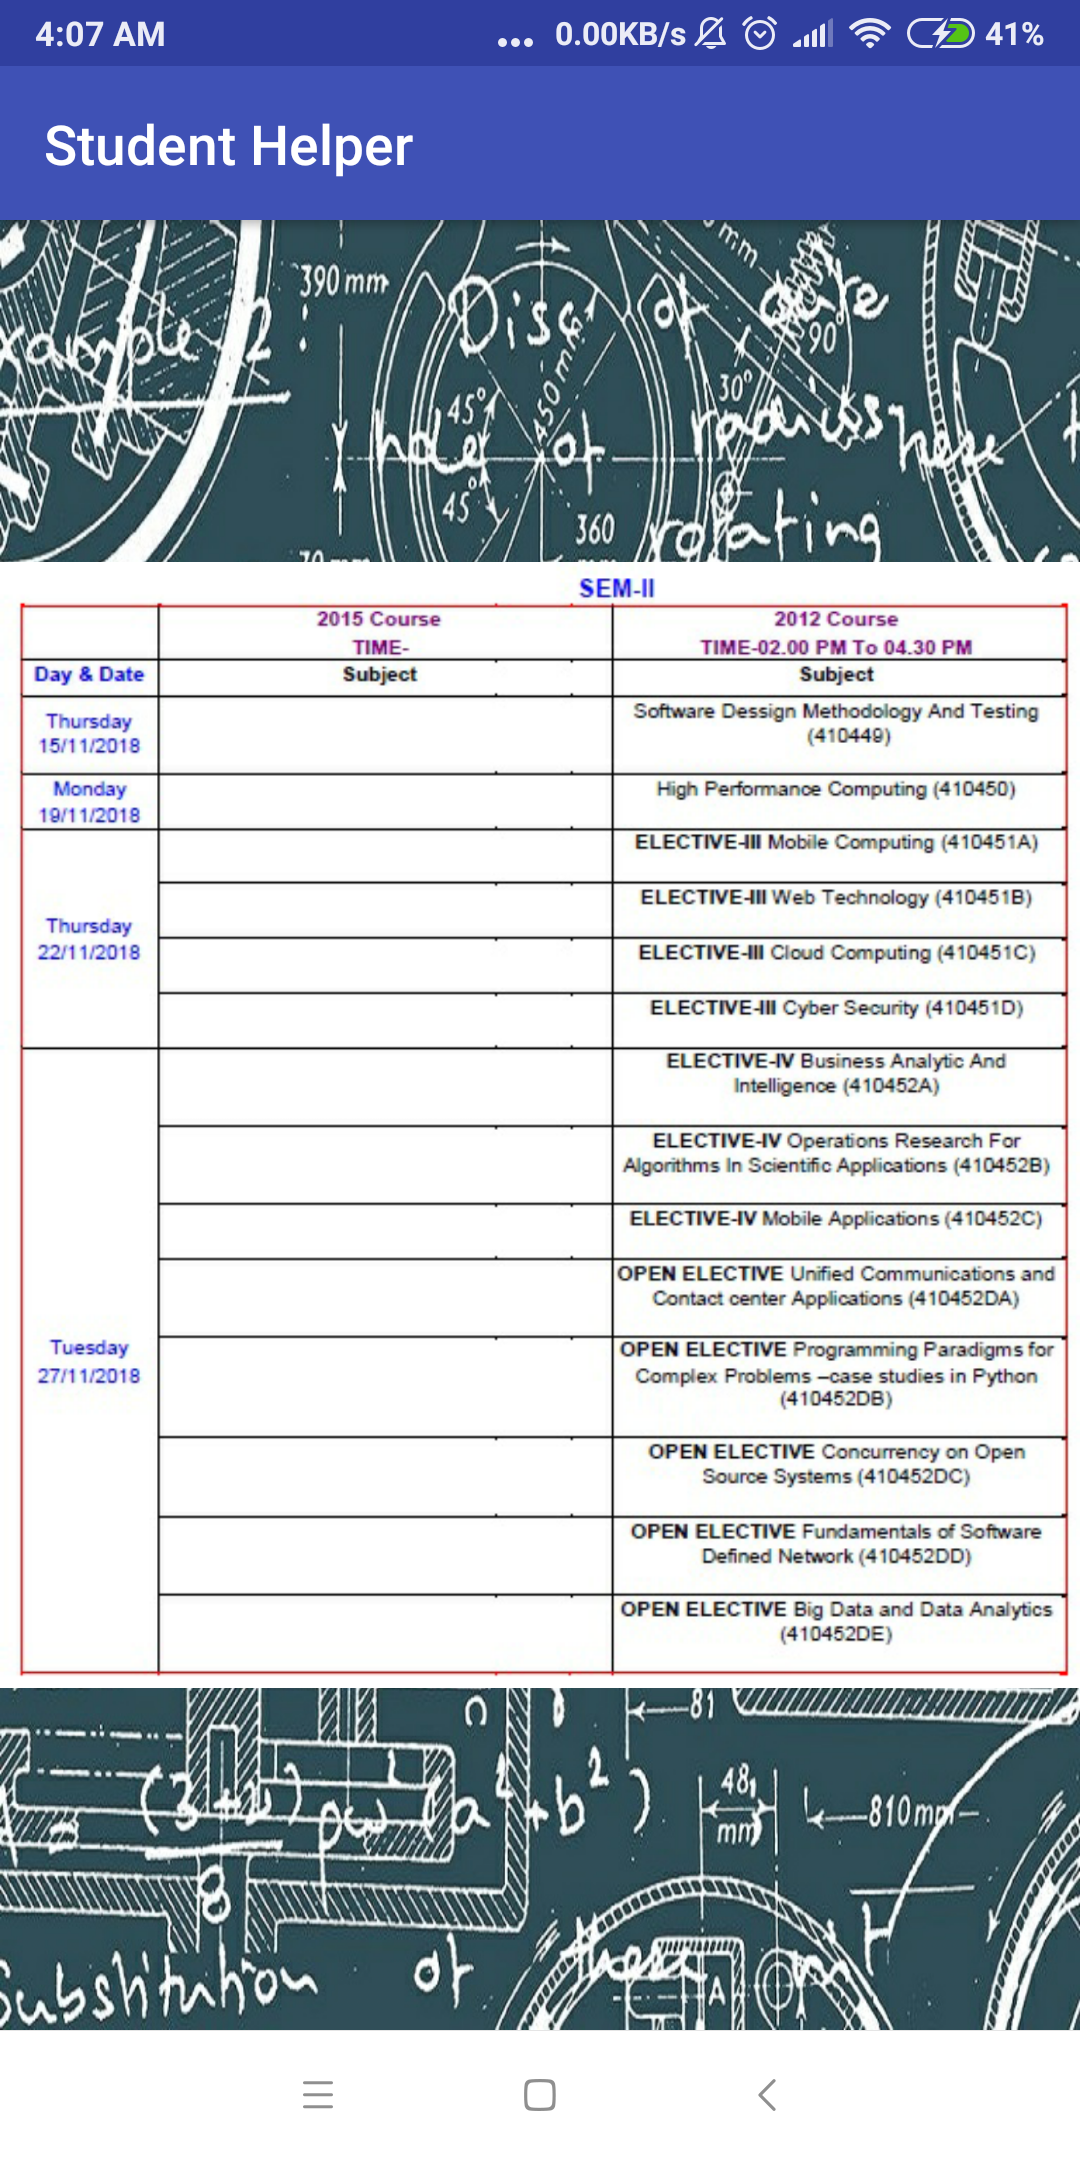 4:07 AM ... 0.00KB/s 41%
Student Helper
390 mm
mm
Disc of
90°
450 mm
45°
30°
hole of radius here
45°
360
rotating
SEM-II
2015 Course 2012 Course
TIME- TIME-02.00 PM To 04.30 PM
Day & Date Subject Subject
Thursday
15/11/2018
Software Dessign Methodology And Testing
(410449)
Monday
19/11/2018
High Performance Computing (410450)
Thursday
22/11/2018
ELECTIVE-III Mobile Computing (410451A)
ELECTIVE-III Web Technology (410451B)
ELECTIVE-III Cloud Computing (410451C)
ELECTIVE-III Cyber Security (410451D)
Tuesday
27/11/2018
ELECTIVE-IV Business Analytic And
Intelligence (410452A)
ELECTIVE-IV Operations Research For
Algorithms In Scientific Applications (410452B)
ELECTIVE-IV Mobile Applications (410452C)
OPEN ELECTIVE Unified Communications and
Contact center Applications (410452DA)
OPEN ELECTIVE Programming Paradigms for
Complex Problems –case studies in Python
(410452DB)
OPEN ELECTIVE Concurrency on Open
Source Systems (410452DC)
OPEN ELECTIVE Fundamentals of Software
Defined Network (410452DD)
OPEN ELECTIVE Big Data and Data Analytics
(410452DE)
81
48
mm
810 mm
8
Substitution of these
A